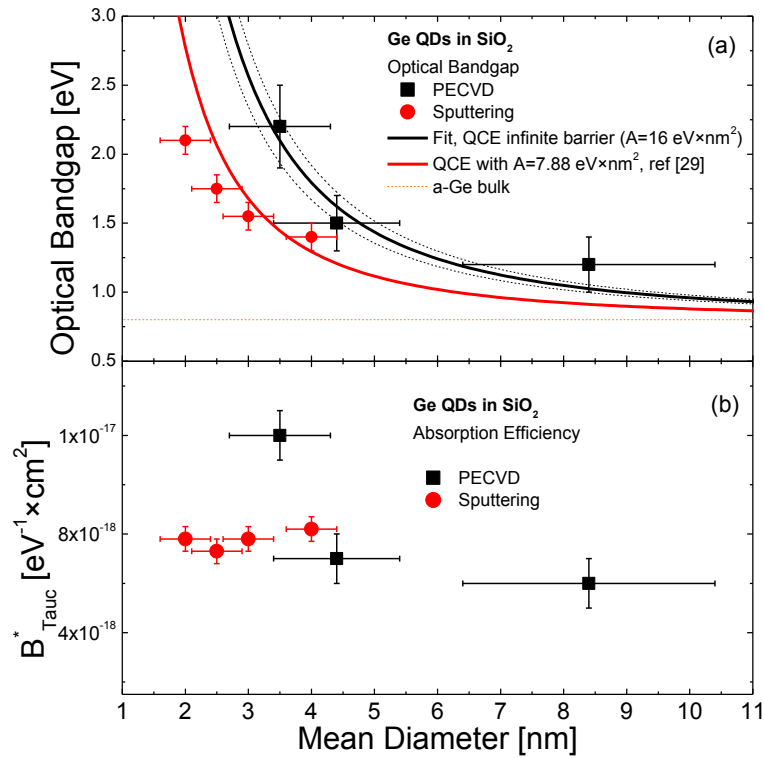 3.0
2.5
2.0
1.5
1.0
0.5
Optical Bandgap [eV]
(a)
Ge QDs in SiO₂
Optical Bandgap
PECVD
Sputtering
Fit, QCE infinite barrier (A=16 eV×nm²)
QCE with A=7.88 eV×nm², ref [29]
a-Ge bulk
(b)
Ge QDs in SiO₂
Absorption Efficiency
PECVD
Sputtering
1x10⁻¹⁷
8x10⁻¹⁸
4x10⁻¹⁸
B*Tauc [eV⁻¹×cm²]
1 2 3 4 5 6 7 8 9 10 11
Mean Diameter [nm]